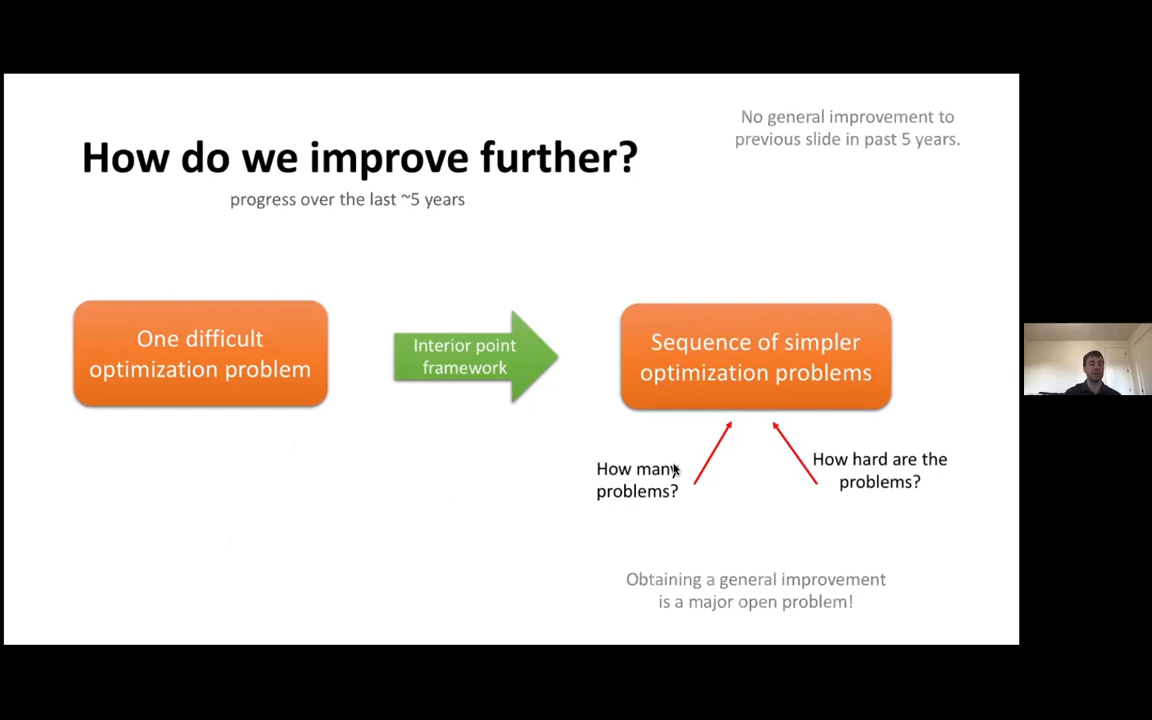 No general improvement to
previous slide in past 5 years.
How do we improve further?
progress over the last ~5 years
One difficult
optimization problem
Interior point
framework
Sequence of simpler
optimization problems
How many
problems?
How hard are the
problems?
Obtaining a general improvement
is a major open problem!